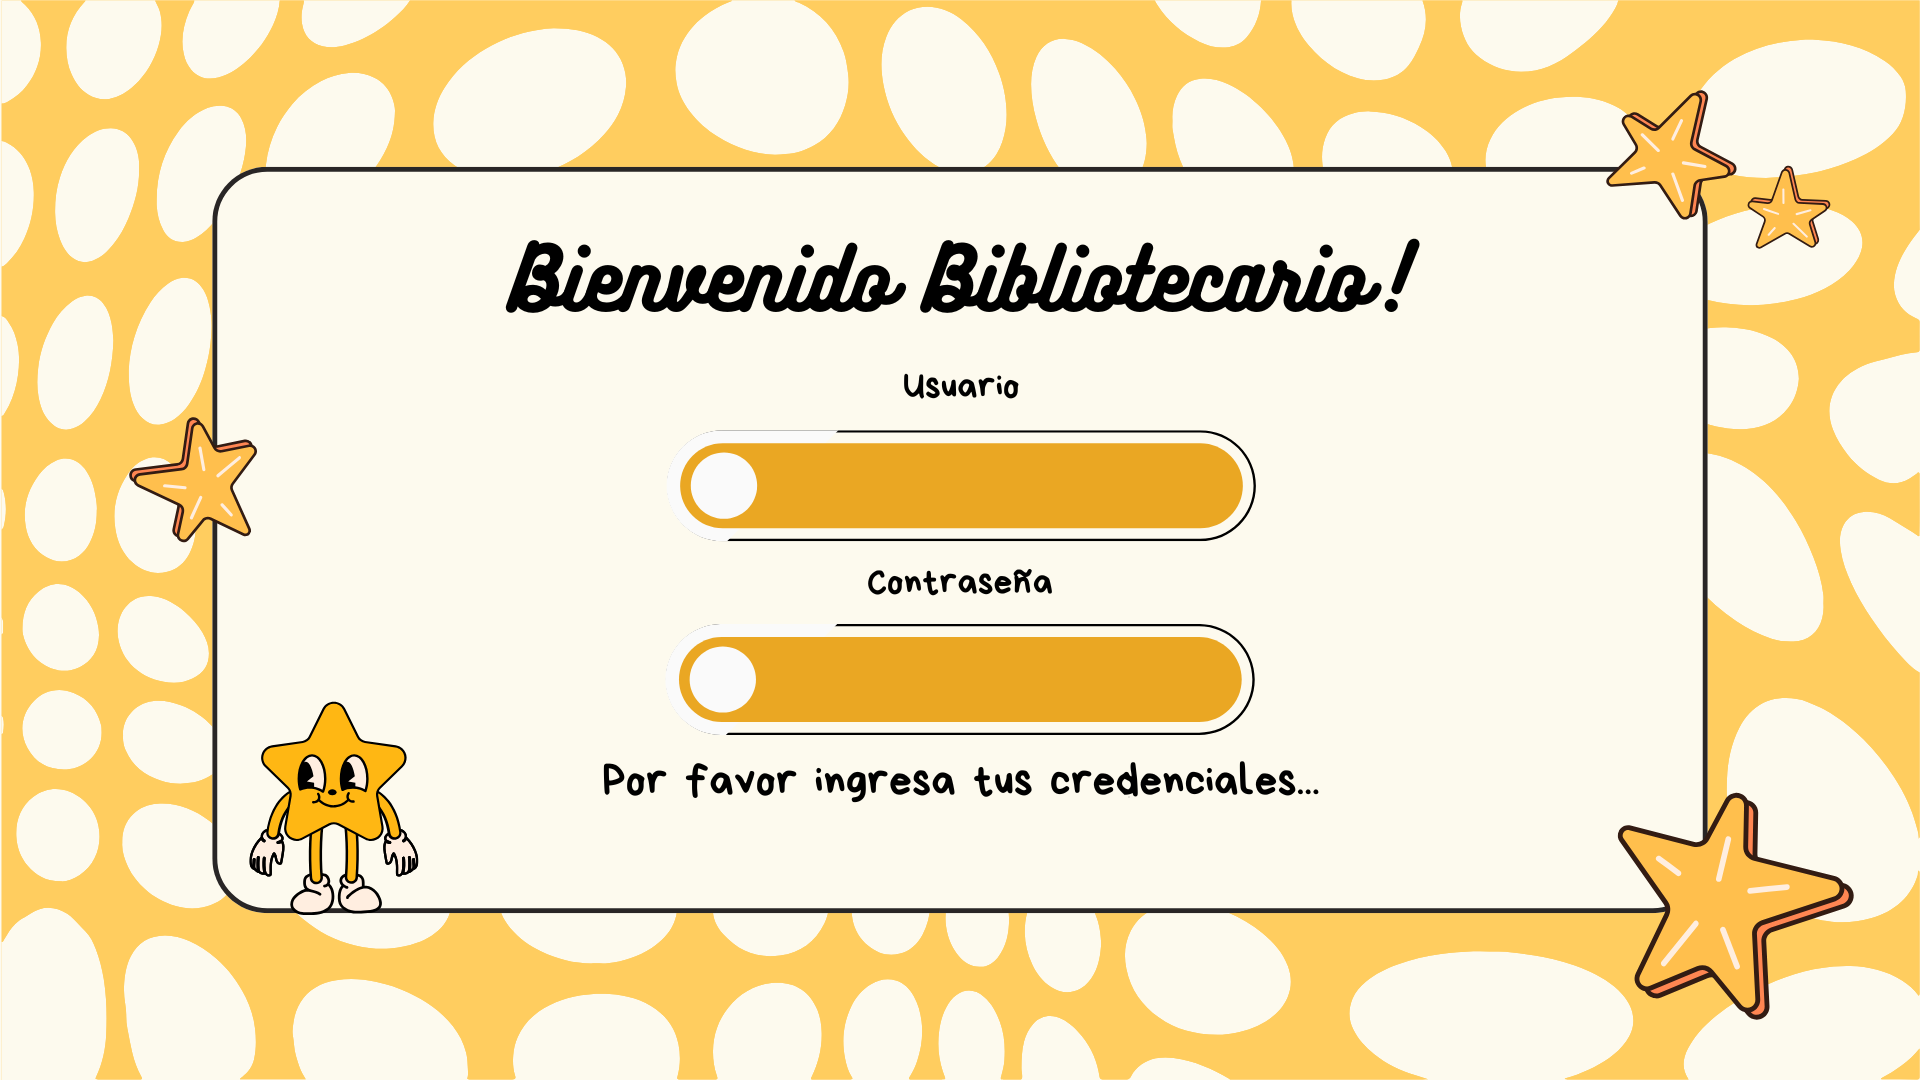 Bienvenido Bibliotecario!
Usuario
Contraseña
Por favor ingresa tus credenciales...